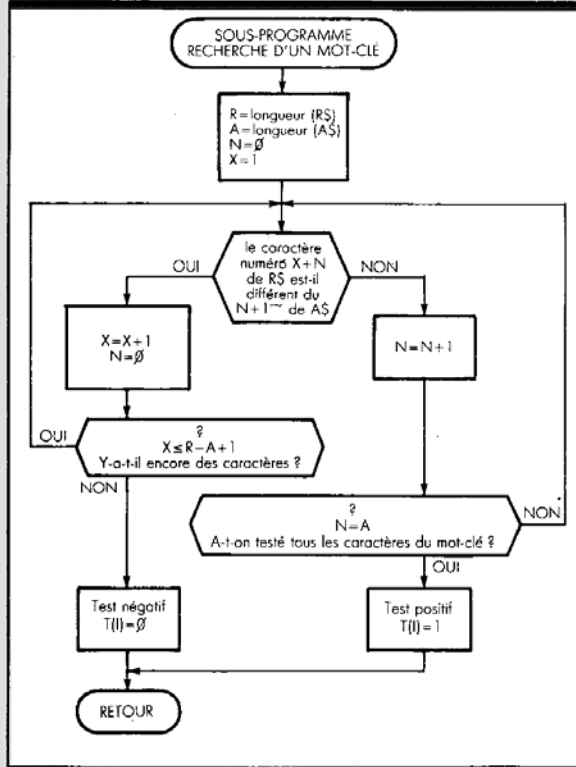 SOUS-PROGRAMME
RECHERCHE D'UN MOT-CLÉ
R=longueur (R$)
A=longueur (A$)
N=Ø
X=1
le caractère
numéro X+N
de R$ est-il
différent du
N+1 de A$
OUI
NON
X=X+1
N=Ø
N=N+1
?
X≤R-A+1
Y-a-t-il encore des caractères ?
OUI
NON
?
N=A
A-t-on testé tous les caractères du mot-clé ?
NON
OUI
Test négatif
T(I)=Ø
Test positif
T(I)=1
RETOUR